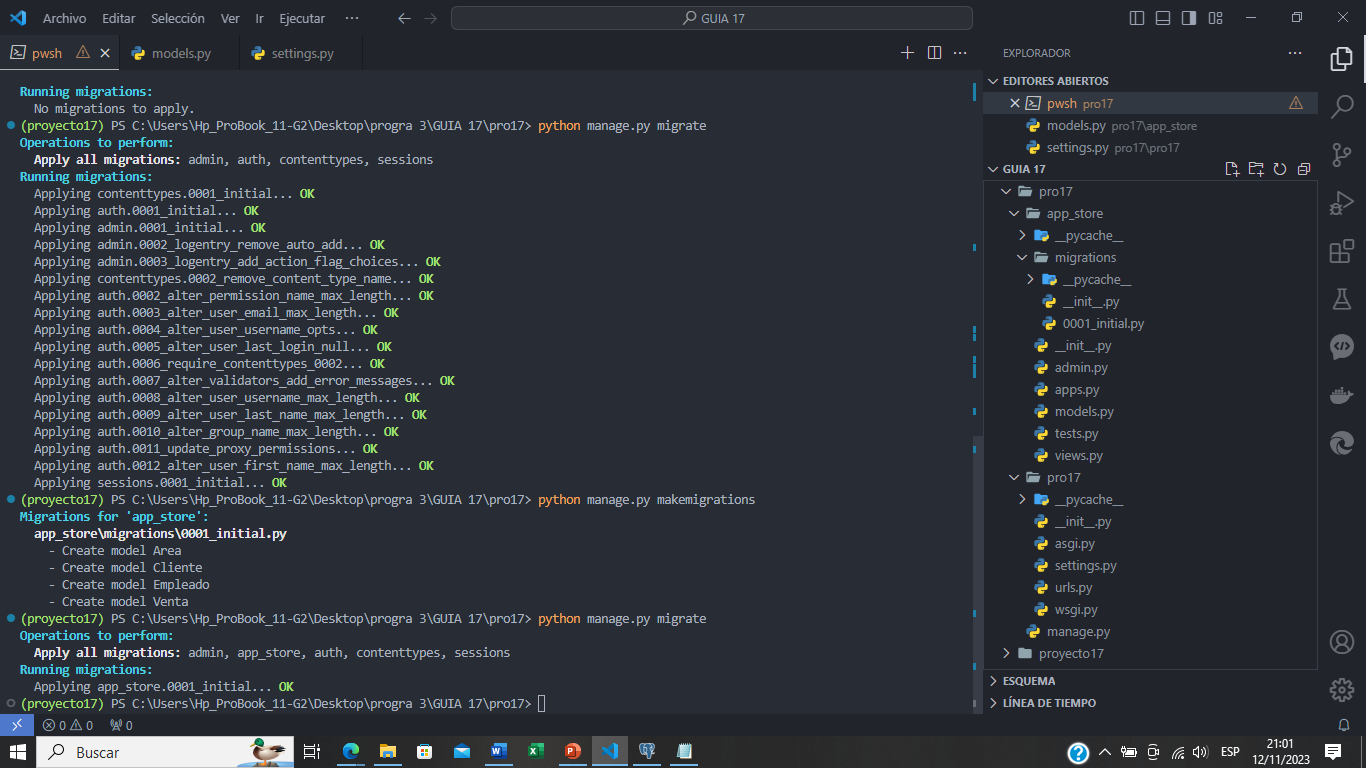 Archivo Editar Selección Ver Ir Ejecutar ··· GUIA 17
pwsh models.py settings.py
Running migrations:
No migrations to apply.
(proyecto17) PS C:\Users\Hp_ProBook_11-G2\Desktop\progra 3\GUIA 17\pro17> python manage.py migrate
Operations to perform:
Apply all migrations: admin, auth, contenttypes, sessions
Running migrations:
Applying contenttypes.0001_initial... OK
Applying auth.0001_initial... OK
Applying admin.0001_initial... OK
Applying admin.0002_logentry_remove_auto_add... OK
Applying admin.0003_logentry_add_action_flag_choices... OK
Applying contenttypes.0002_remove_content_type_name... OK
Applying auth.0002_alter_permission_name_max_length... OK
Applying auth.0003_alter_user_email_max_length... OK
Applying auth.0004_alter_user_username_opts... OK
Applying auth.0005_alter_user_last_login_null... OK
Applying auth.0006_require_contenttypes_0002... OK
Applying auth.0007_alter_validators_add_error_messages... OK
Applying auth.0008_alter_user_username_max_length... OK
Applying auth.0009_alter_user_last_name_max_length... OK
Applying auth.0010_alter_group_name_max_length... OK
Applying auth.0011_update_proxy_permissions... OK
Applying auth.0012_alter_user_first_name_max_length... OK
Applying sessions.0001_initial... OK
(proyecto17) PS C:\Users\Hp_ProBook_11-G2\Desktop\progra 3\GUIA 17\pro17> python manage.py makemigrations
Migrations for 'app_store':
app_store\migrations\0001_initial.py
- Create model Area
- Create model Cliente
- Create model Empleado
- Create model Venta
(proyecto17) PS C:\Users\Hp_ProBook_11-G2\Desktop\progra 3\GUIA 17\pro17> python manage.py migrate
Operations to perform:
Apply all migrations: admin, app_store, auth, contenttypes, sessions
Running migrations:
Applying app_store.0001_initial... OK
(proyecto17) PS C:\Users\Hp_ProBook_11-G2\Desktop\progra 3\GUIA 17\pro17>
EXPLORADOR
EDITORES ABIERTOS
pwsh pro17
models.py pro17\app_store
settings.py pro17\pro17
GUIA 17
pro17
app_store
__pycache__
migrations
__pycache__
__init__.py
0001_initial.py
__init__.py
admin.py
apps.py
models.py
tests.py
views.py
pro17
__pycache__
__init__.py
asgi.py
settings.py
urls.py
wsgi.py
manage.py
proyecto17
ESQUEMA
LÍNEA DE TIEMPO
0 0 0
Buscar
ESP
21:01
12/11/2023